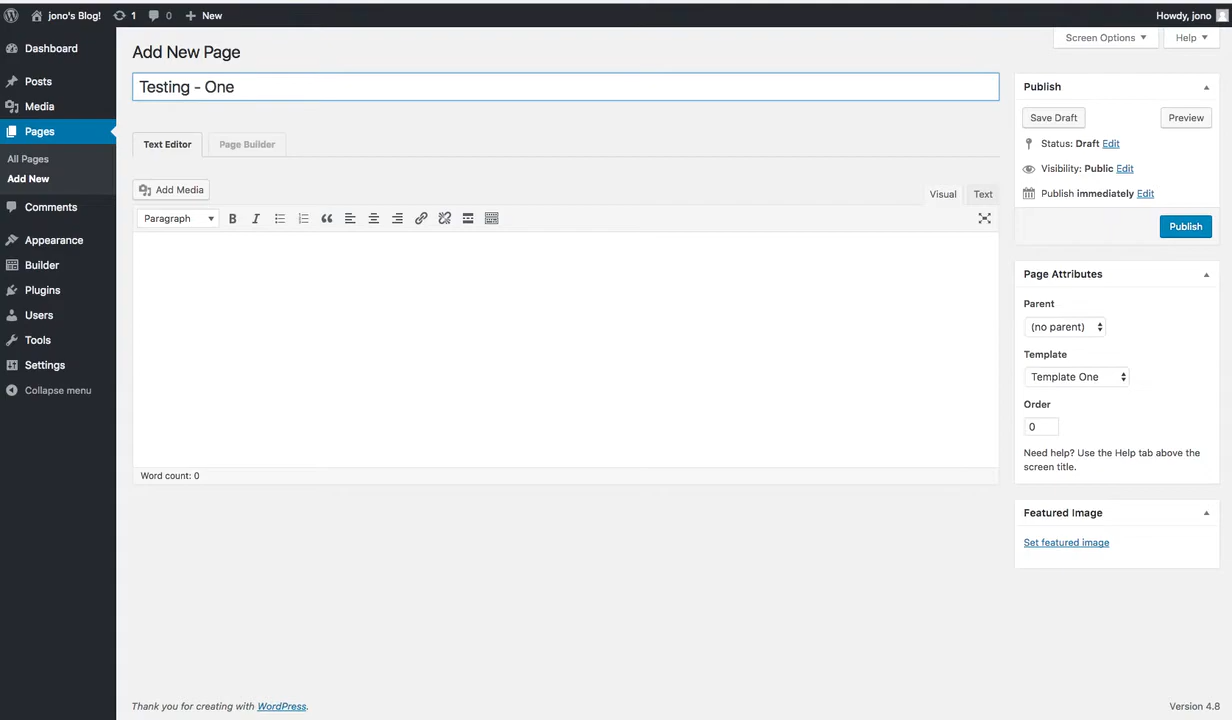 jono's Blog! 1 0 New Howdy, jono
Screen Options Help
Dashboard
Posts
Media
Pages
All Pages
Add New
Comments
Appearance
Builder
Plugins
Users
Tools
Settings
Collapse menu
Add New Page
Testing - One
Text Editor Page Builder
Add Media Visual Text
Paragraph B I
Word count: 0
Publish
Save Draft Preview
Status: Draft Edit
Visibility: Public Edit
Publish immediately Edit
Publish
Page Attributes
Parent
(no parent)
Template
Template One
Order
0
Need help? Use the Help tab above the
screen title.
Featured Image
Set featured image
Thank you for creating with WordPress. Version 4.8